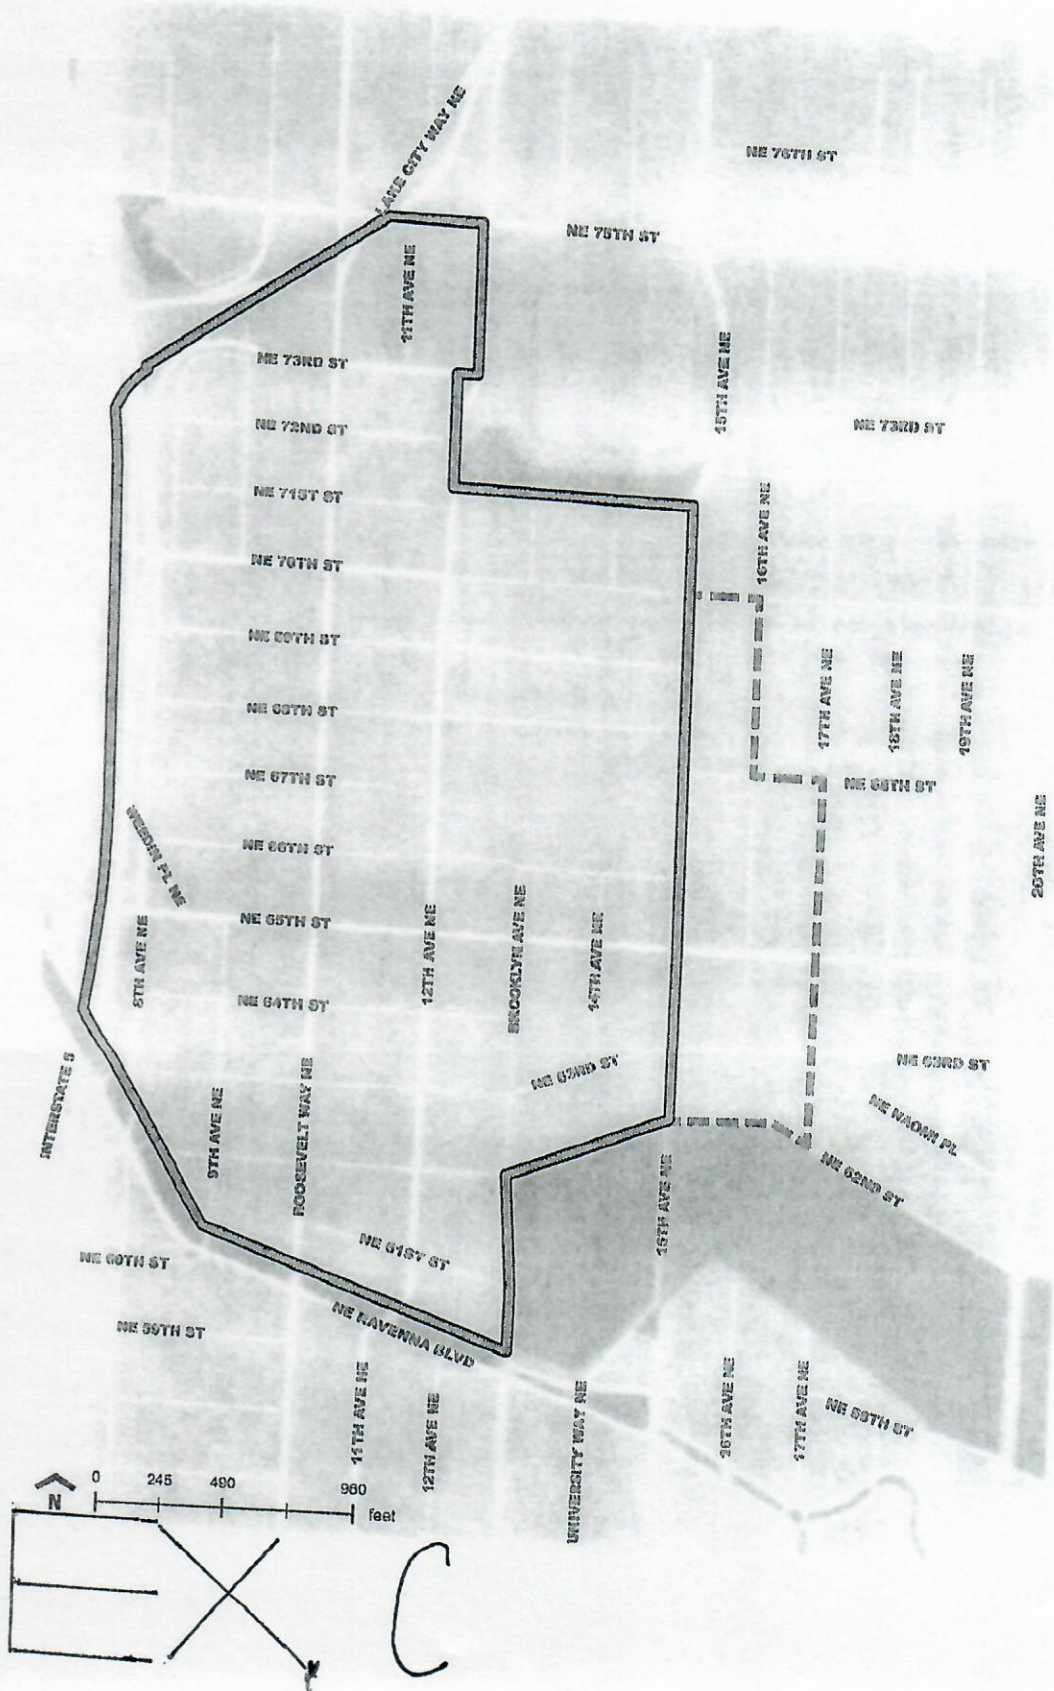 LAKE CITY WAY NE
NE 76TH ST
NE 75TH ST
11TH AVE NE
NE 73RD ST
15TH AVE NE
NE 72ND ST
NE 73RD ST
NE 71ST ST
16TH AVE NE
NE 70TH ST
NE 69TH ST
17TH AVE NE
18TH AVE NE
19TH AVE NE
NE 68TH ST
NE 67TH ST
NE 68TH ST
WEEDIN PL NE
NE 66TH ST
20TH AVE NE
NE 65TH ST
8TH AVE NE
12TH AVE NE
BROOKLYN AVE NE
14TH AVE NE
NE 64TH ST
INTERSTATE 5
NE 63RD ST
NE 63RD ST
9TH AVE NE
ROOSEVELT WAY NE
NE NAOMI PL
NE 62ND ST
15TH AVE NE
NE 60TH ST
NE 61ST ST
NE 59TH ST
NE RAVENNA BLVD
11TH AVE NE
12TH AVE NE
UNIVERSITY WAY NE
16TH AVE NE
17TH AVE NE
NE 58TH ST
N
0 245 490 980
feet
EX C